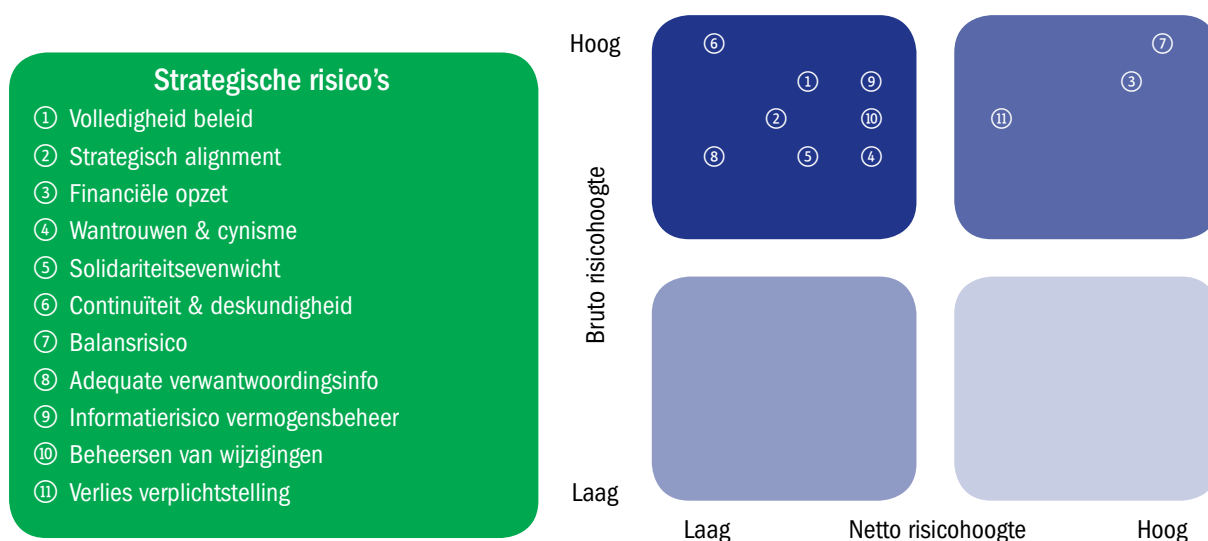 Strategische risico's
① Volledigheid beleid
② Strategisch alignment
③ Financiële opzet
④ Wantrouwen & cynisme
⑤ Solidariteitsevenwicht
⑥ Continuïteit & deskundigheid
⑦ Balansrisico
⑧ Adequate verwantwoordingsinfo
⑨ Informatierisico vermogensbeheer
⑩ Beheersen van wijzigingen
⑪ Verlies verplichtstelling
Hoog
⑥ ⑦
① ⑨ ③
② ⑩ ⑪
⑧ ⑤ ④
Bruto risicohoogte
Laag
Laag Netto risicohoogte Hoog